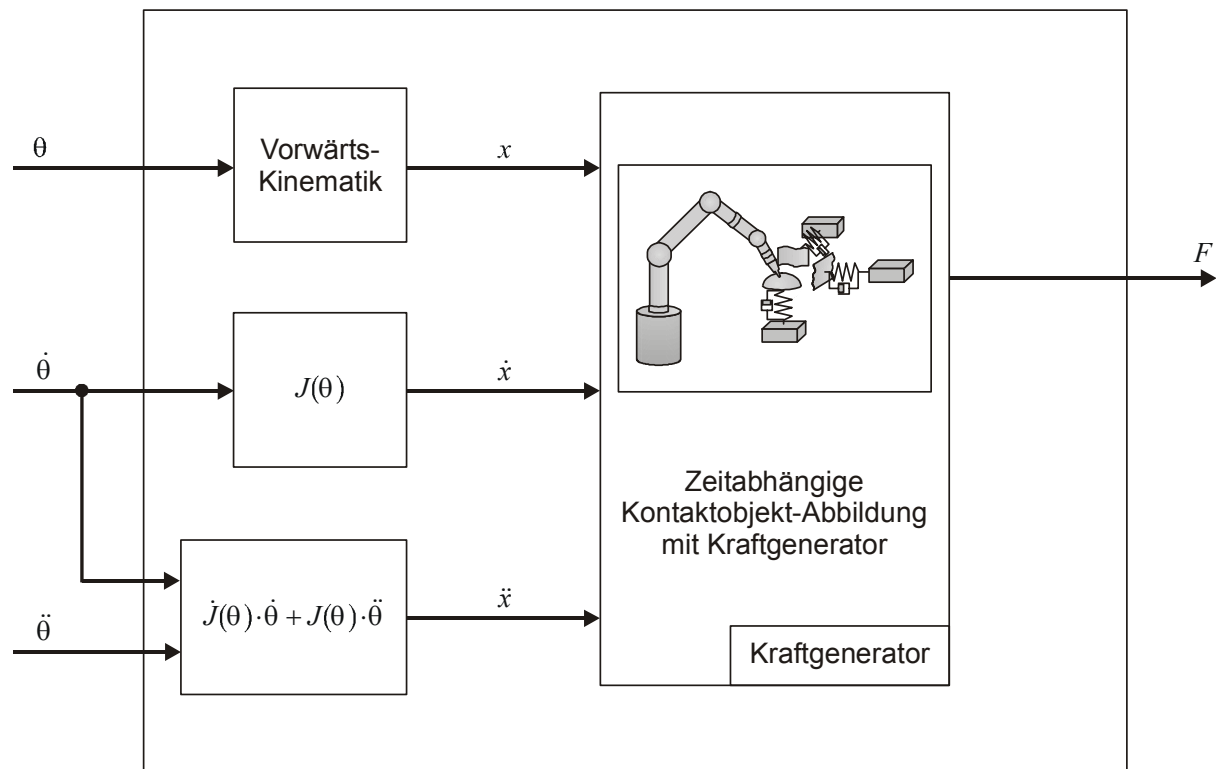 θ
Vorwärts-
Kinematik
x
F
θ̇
J(θ)
ẋ
Zeitabhängige
Kontaktobjekt-Abbildung
mit Kraftgenerator
θ̈
J̇(θ)·θ̇ + J(θ)·θ̈
ẍ
Kraftgenerator